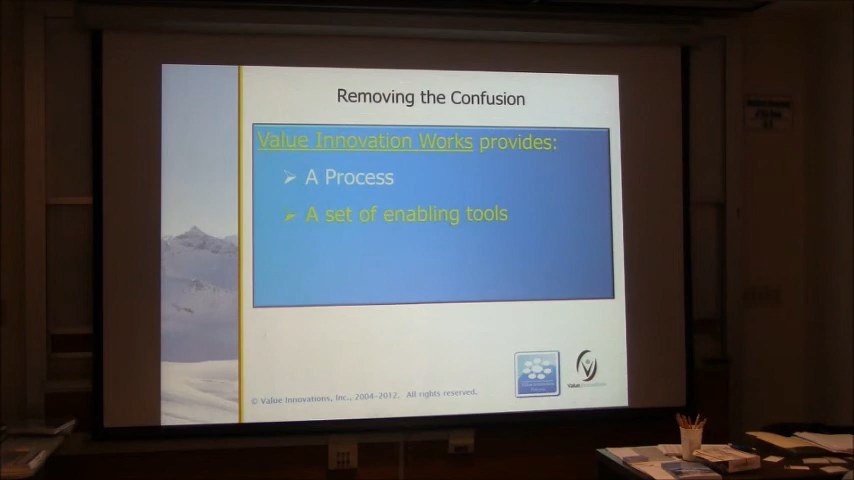 Removing the Confusion
Value Innovation Works provides:
➢ A Process
➢ A set of enabling tools
© Value Innovations, Inc., 2004-2012. All rights reserved.